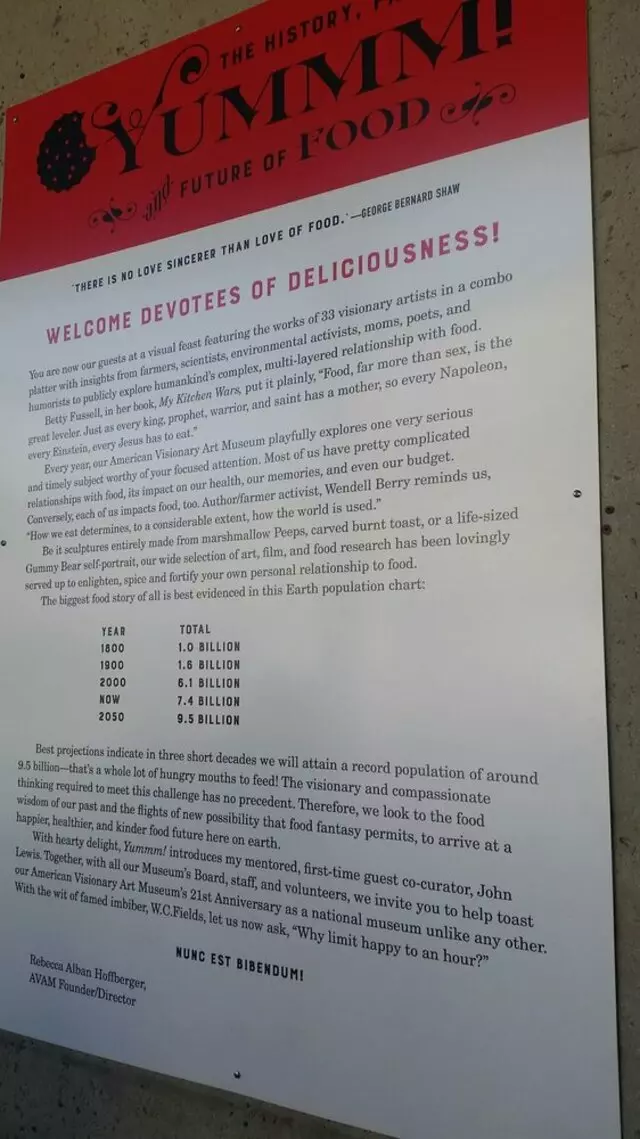 THE HISTORY,
YUMMM!
and FUTURE OF FOOD
"THERE IS NO LOVE SINCERER THAN LOVE OF FOOD."—GEORGE BERNARD SHAW
WELCOME DEVOTEES OF DELICIOUSNESS!
You are now our guests at a visual feast featuring the works of 33 visionary artists in a combo
platter with insights from farmers, scientists, environmental activists, moms, poets, and
humorists to publicly explore humankind's complex, multi-layered relationship with food.
Betty Fussell, in her book, My Kitchen Wars, put it plainly, "Food, far more than sex, is the
great leveler. Just as every king, prophet, warrior, and saint has a mother, so every Napoleon,
every Einstein, every Jesus has to eat."
Every year, our American Visionary Art Museum playfully explores one very serious
and timely subject worthy of your focused attention. Most of us have pretty complicated
relationships with food, its impact on our health, our memories, and even our budget.
Conversely, each of us impacts food, too. Author/farmer activist, Wendell Berry reminds us,
"How we eat determines, to a considerable extent, how the world is used."
Be it sculptures entirely made from marshmallow Peeps, carved burnt toast, or a life-sized
Gummy Bear self-portrait, our wide selection of art, film, and food research has been lovingly
served up to enlighten, spice and fortify your own personal relationship to food.
The biggest food story of all is best evidenced in this Earth population chart:
YEAR TOTAL
1800 1.0 BILLION
1900 1.6 BILLION
2000 6.1 BILLION
NOW 7.4 BILLION
2050 9.5 BILLION
Best projections indicate in three short decades we will attain a record population of around
9.5 billion—that's a whole lot of hungry mouths to feed! The visionary and compassionate
thinking required to meet this challenge has no precedent. Therefore, we look to the food
wisdom of our past and the flights of new possibility that food fantasy permits, to arrive at a
happier, healthier, and kinder food future here on earth.
With hearty delight, Yummm! introduces my mentored, first-time guest co-curator, John
Lewis. Together, with all our Museum's Board, staff, and volunteers, we invite you to help toast
our American Visionary Art Museum's 21st Anniversary as a national museum unlike any other.
With the wit of famed imbiber, W.C.Fields, let us now ask, "Why limit happy to an hour?"
NUNC EST BIBENDUM!
Rebecca Alban Hoffberger,
AVAM Founder/Director